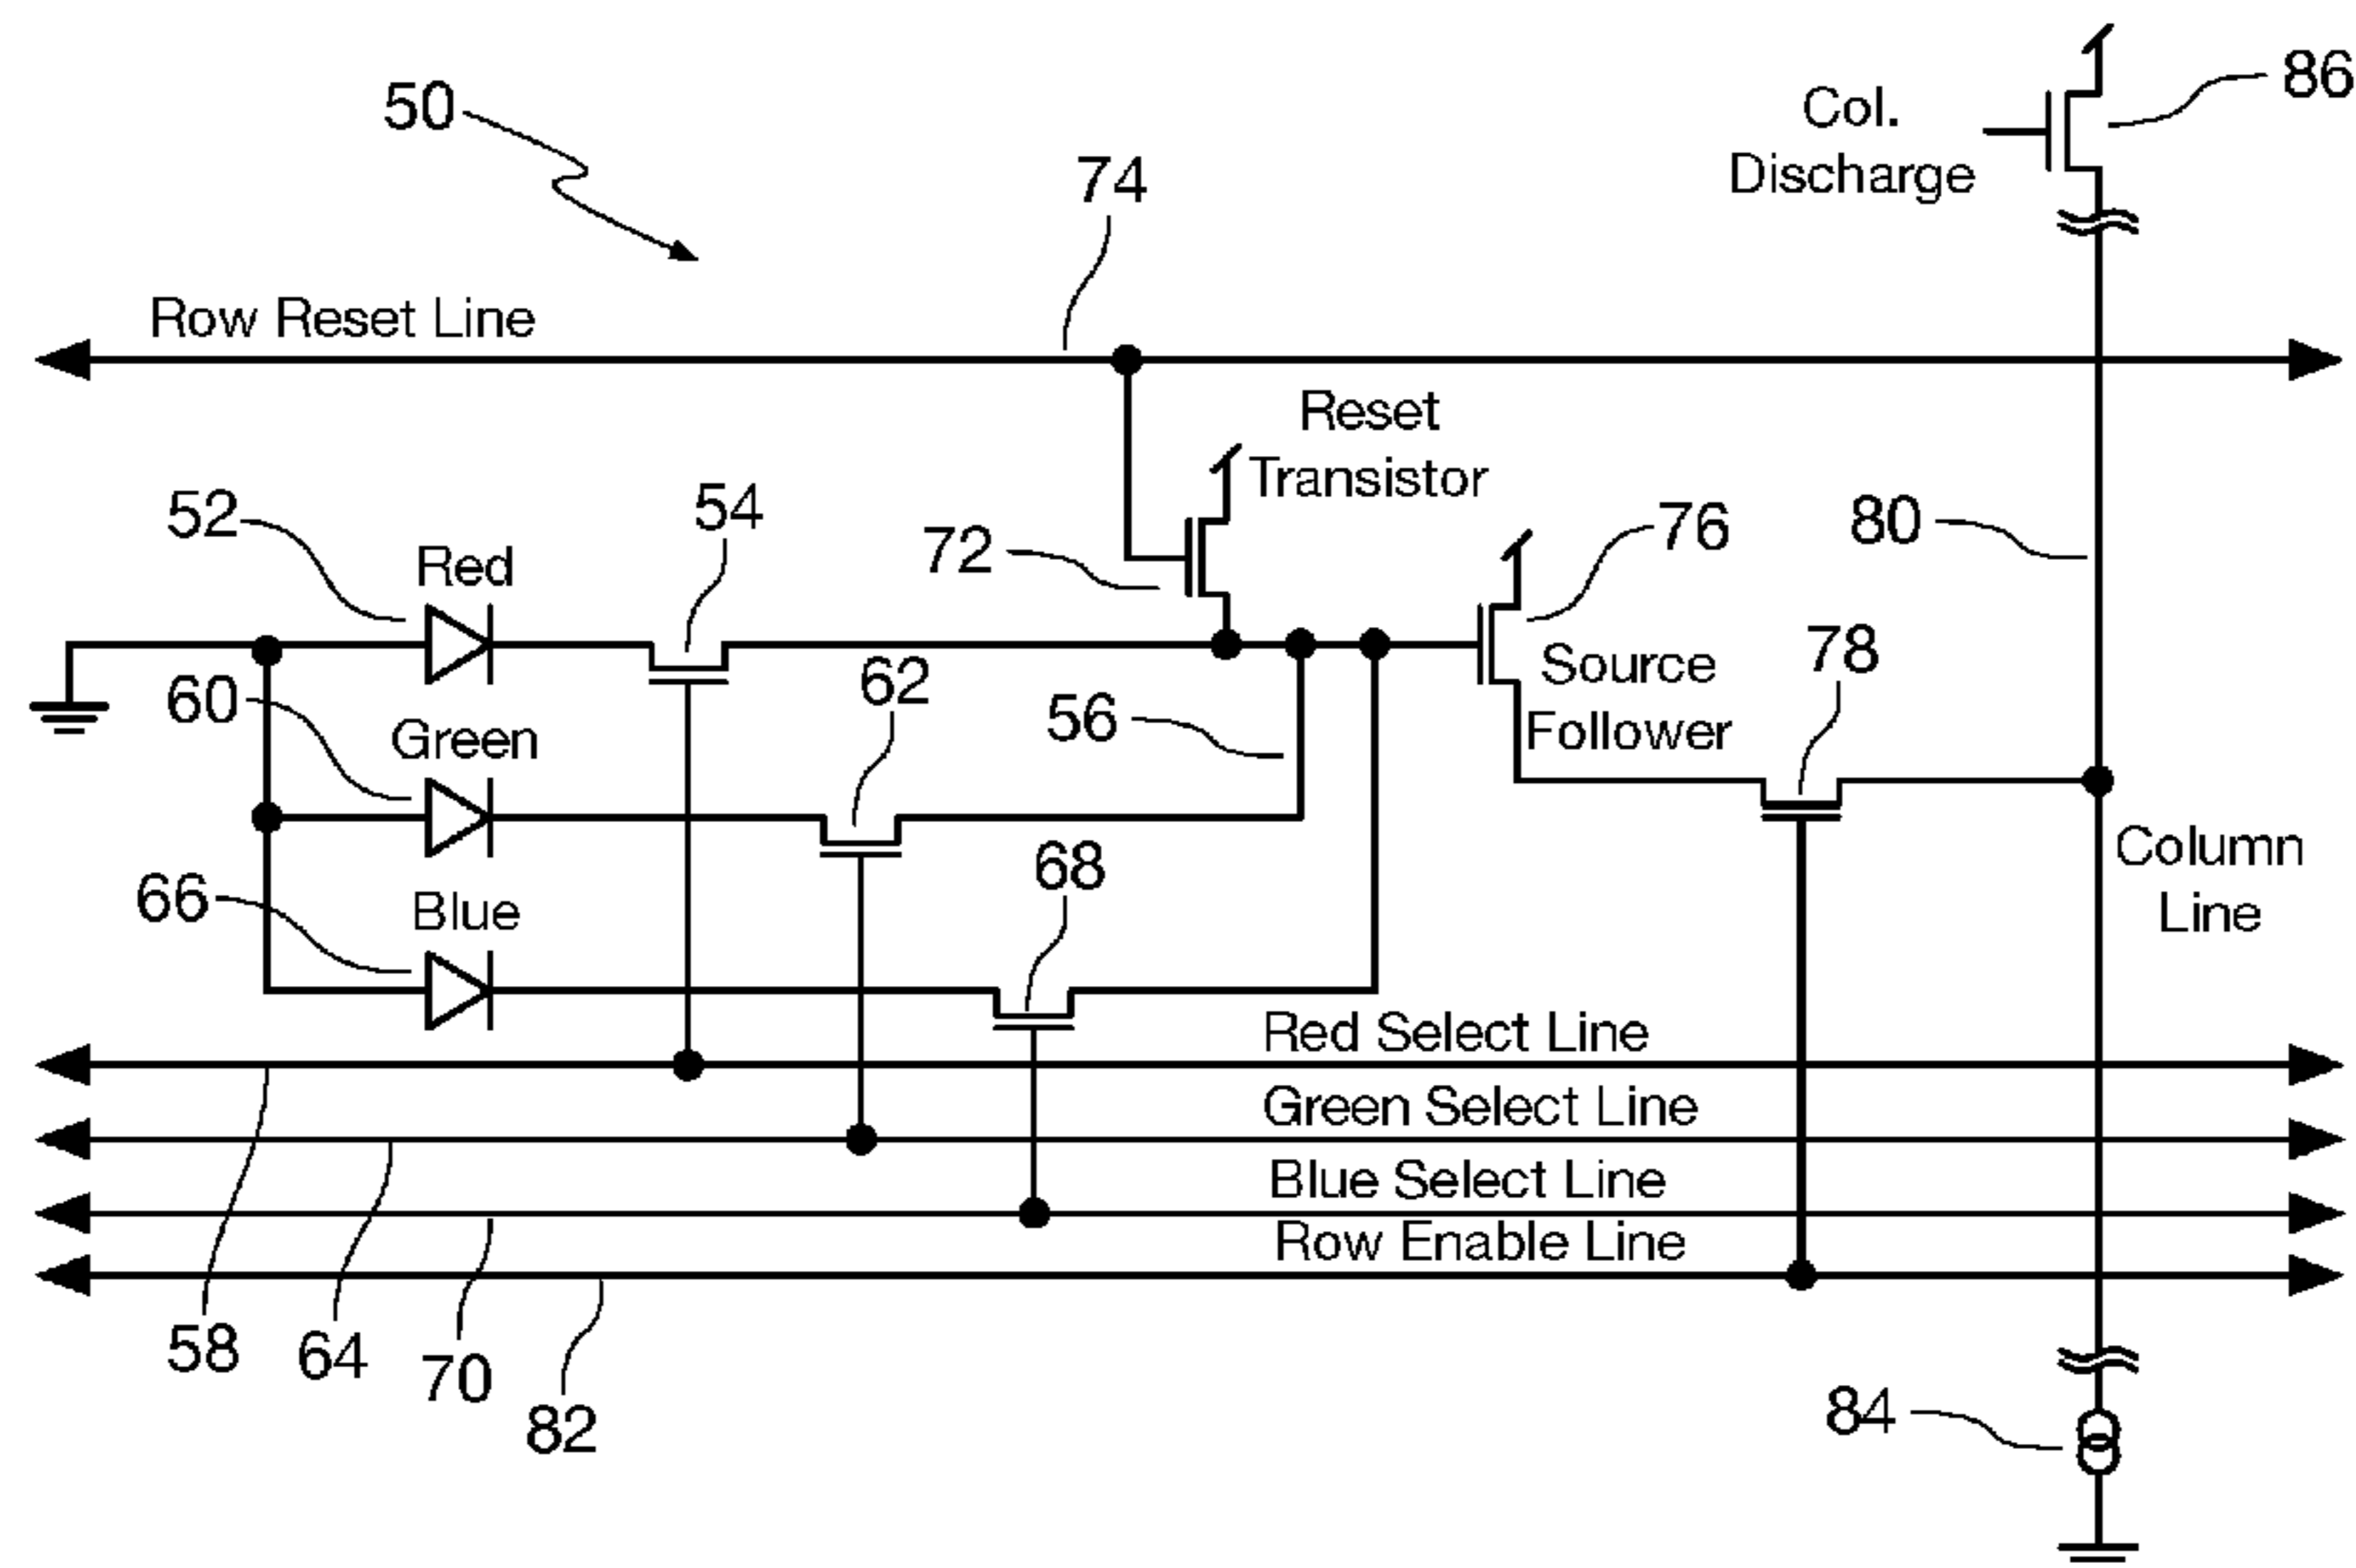 86
50
Col.
Discharge
74
Row Reset Line
Reset
Transistor
52
54
72
76
80
Red
Source
Follower
78
60
62
56
Green
68
Column
Line
66
Blue
Red Select Line
Green Select Line
Blue Select Line
Row Enable Line
58
64
70
82
84